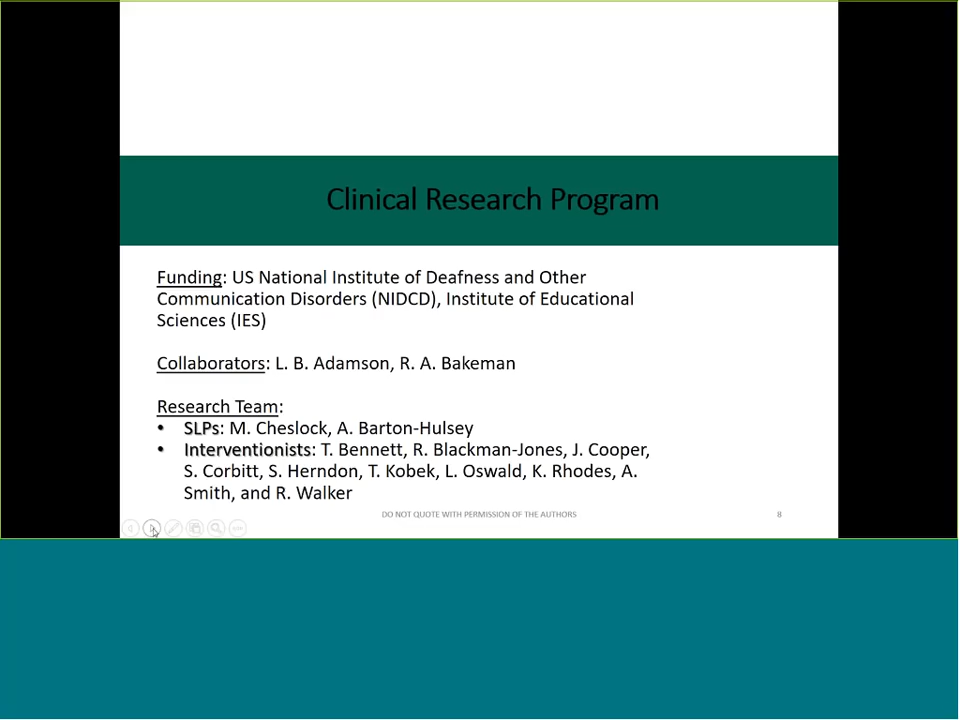 Clinical Research Program
Funding: US National Institute of Deafness and Other
Communication Disorders (NIDCD), Institute of Educational
Sciences (IES)
Collaborators: L. B. Adamson, R. A. Bakeman
Research Team:
• SLPs: M. Cheslock, A. Barton-Hulsey
• Interventionists: T. Bennett, R. Blackman-Jones, J. Cooper,
S. Corbitt, S. Herndon, T. Kobek, L. Oswald, K. Rhodes, A.
Smith, and R. Walker
DO NOT QUOTE WITH PERMISSION OF THE AUTHORS
8